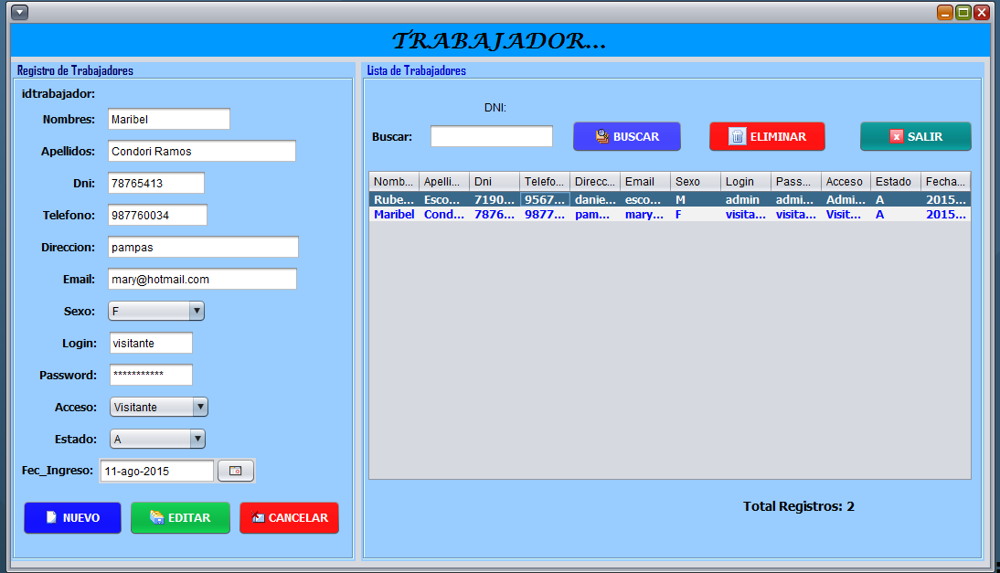 TRABAJADOR...
Registro de Trabajadores
idtrabajador:
Nombres: Maribel
Apellidos: Condori Ramos
Dni: 78765413
Telefono: 987760034
Direccion: pampas
Email: mary@hotmail.com
Sexo: F
Login: visitante
Password: ***********
Acceso: Visitante
Estado: A
Fec_Ingreso: 11-ago-2015
NUEVO EDITAR CANCELAR
Lista de Trabajadores
DNI:
Buscar: BUSCAR ELIMINAR SALIR
Nomb... Apelli... Dni Telefo... Direcc... Email Sexo Login Pass... Acceso Estado Fecha...
Rube... Esco... 7190... 9567... danie... esco... M admin admi... Admi... A 2015...
Maribel Cond... 7876... 9877... pam... mary... F visita... visita... Visit... A 2015...
Total Registros: 2